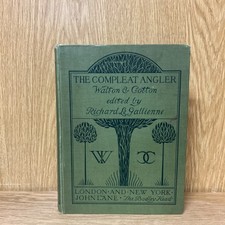 THE COMPLEAT ANGLER
Walton & Cotton
edited by
Richard Le Gallienne
W CC
LONDON · AND · NEW YORK
JOHN LANE · The Bodley Head